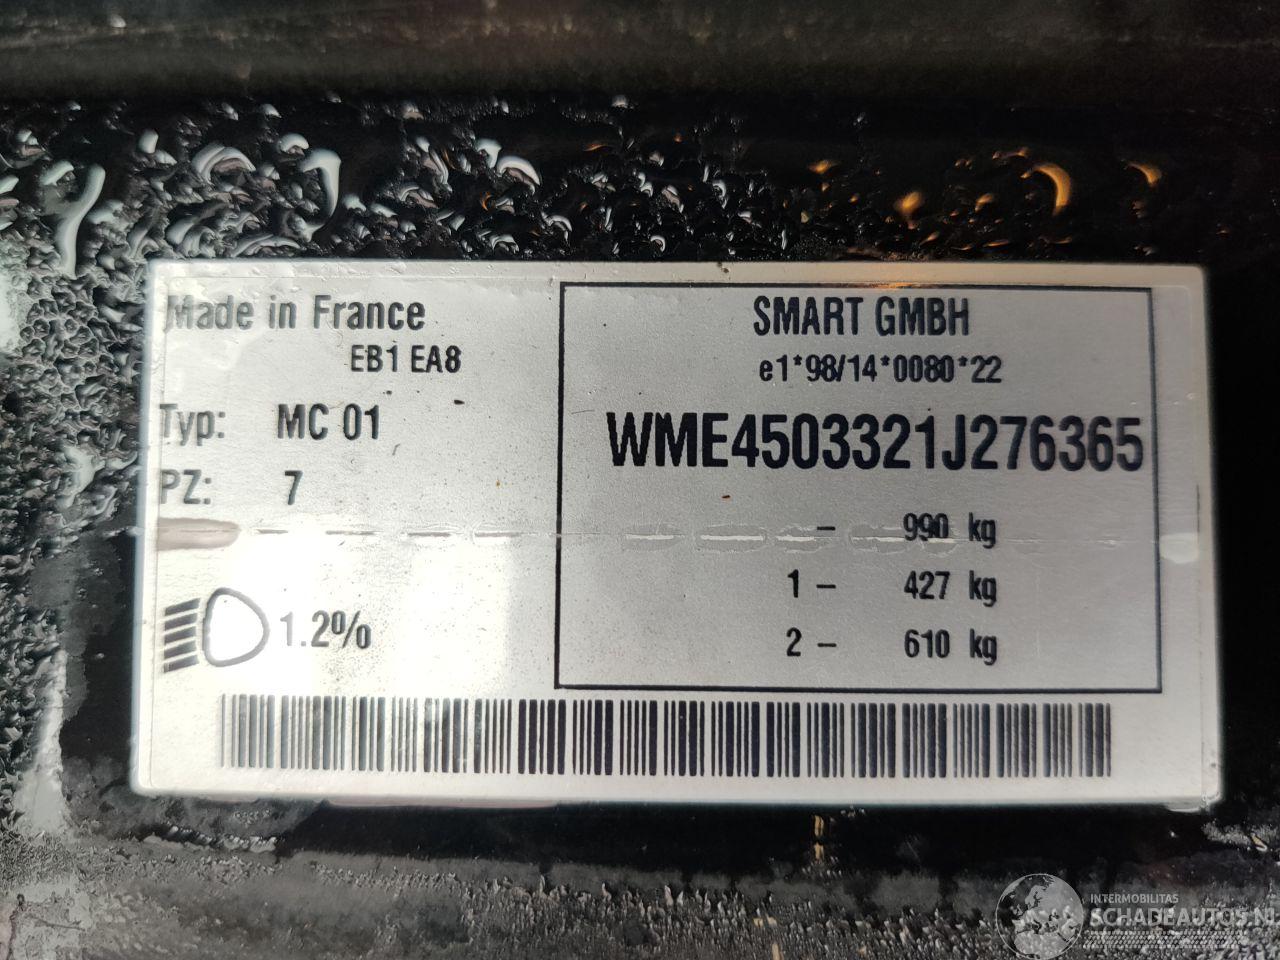 Made in France
EB1 EA8
Typ: MC 01
PZ: 7
1.2%
SMART GMBH
e1*98/14*0080*22
WME4503321J276365
- 990 kg
1 - 427 kg
2 - 610 kg
INTERMOBILITAS
SCHADEAUTOS.NL